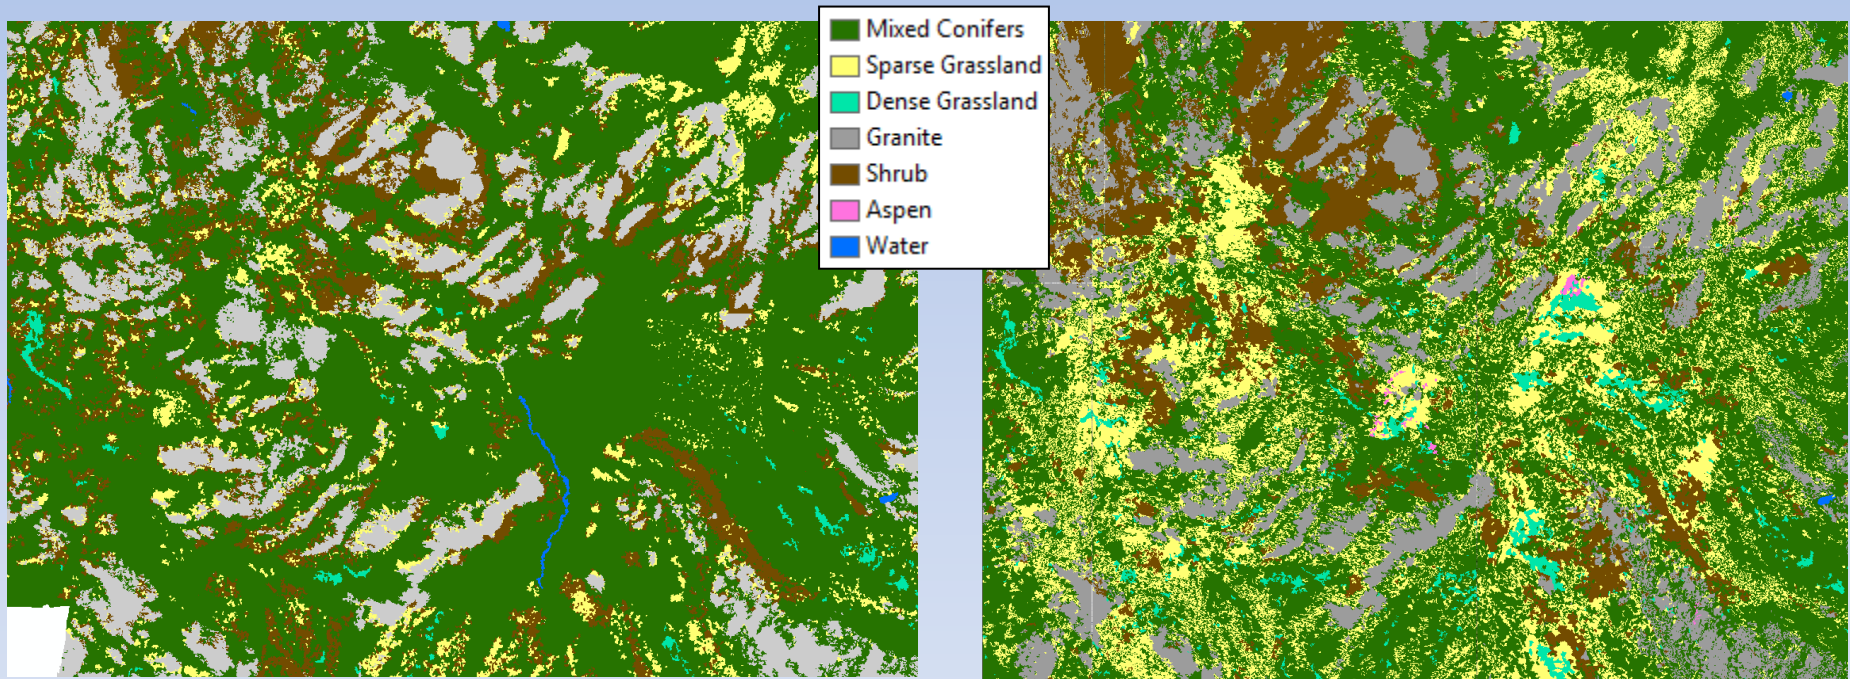 Mixed Conifers
Sparse Grassland
Dense Grassland
Granite
Shrub
Aspen
Water